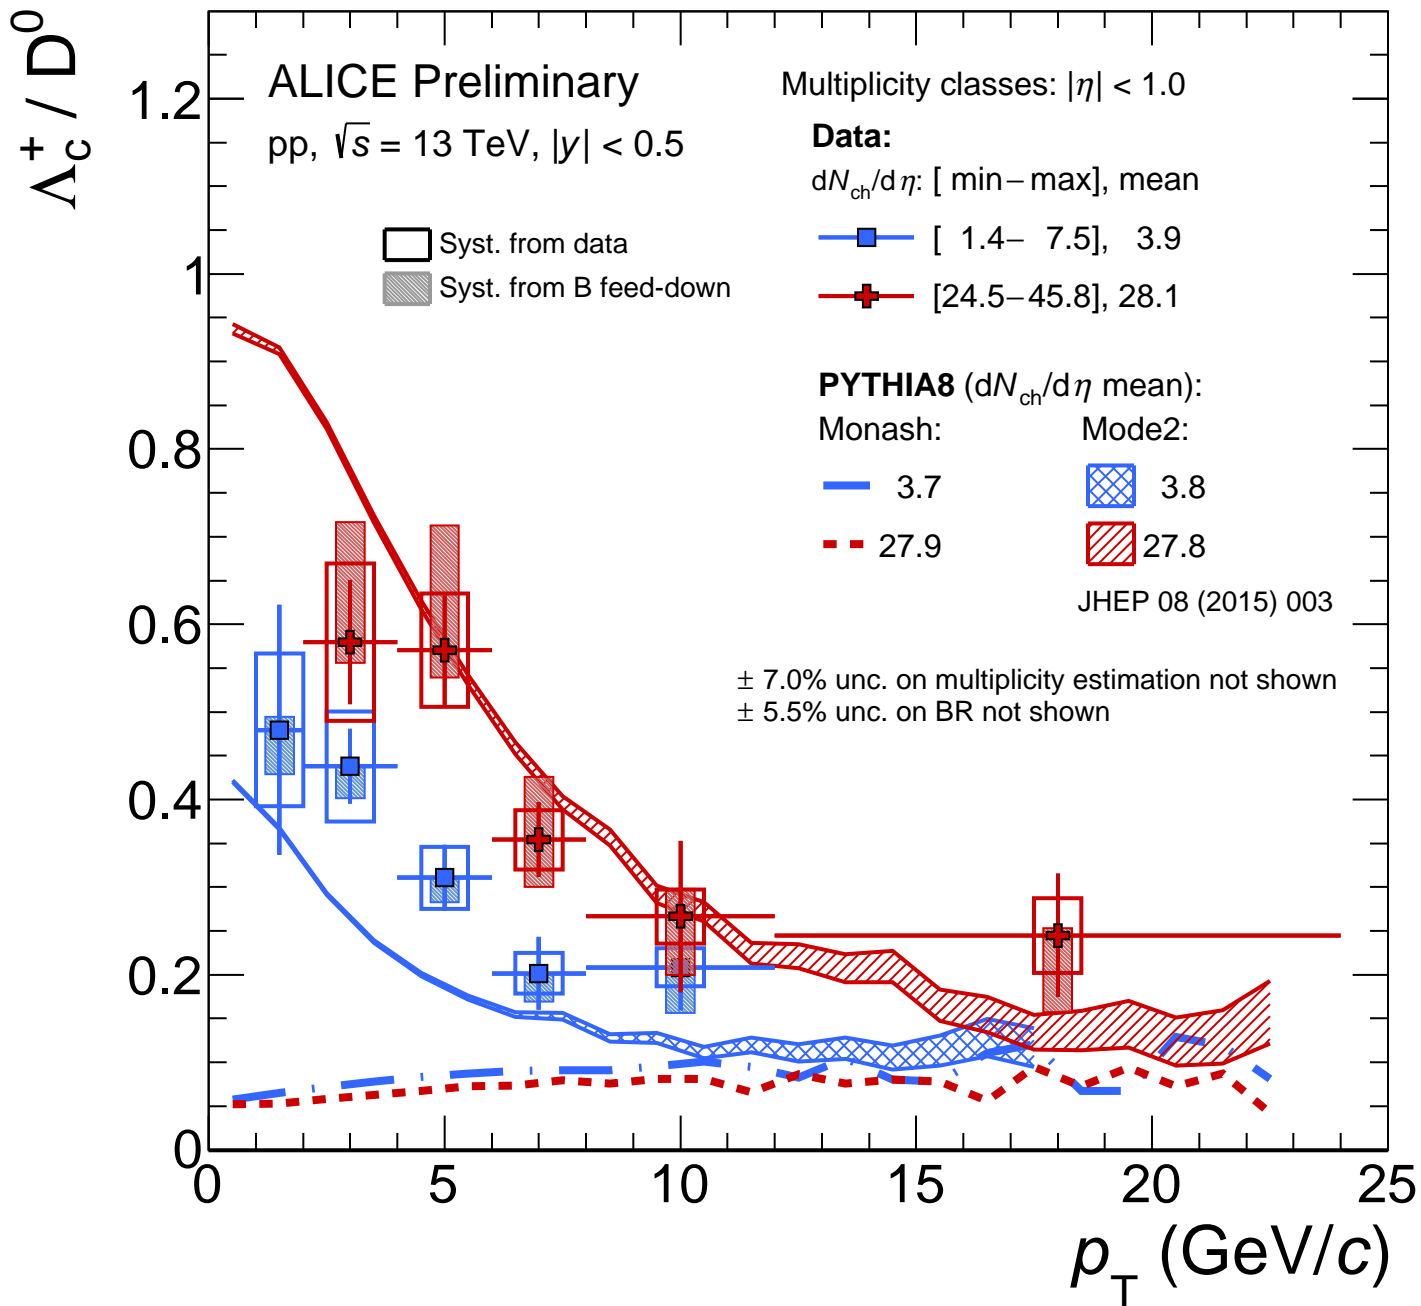 Λc+ / D0
ALICE Preliminary
pp, √s = 13 TeV, |y| < 0.5
Syst. from data
Syst. from B feed-down
Multiplicity classes: |η| < 1.0
Data:
dNch/dη: [ min−max], mean
[ 1.4− 7.5], 3.9
[24.5−45.8], 28.1
PYTHIA8 (dNch/dη mean):
Monash: Mode2:
3.7 3.8
27.9 27.8
JHEP 08 (2015) 003
± 7.0% unc. on multiplicity estimation not shown
± 5.5% unc. on BR not shown
1.2
1
0.8
0.6
0.4
0.2
0
0 5 10 15 20 25
pT (GeV/c)